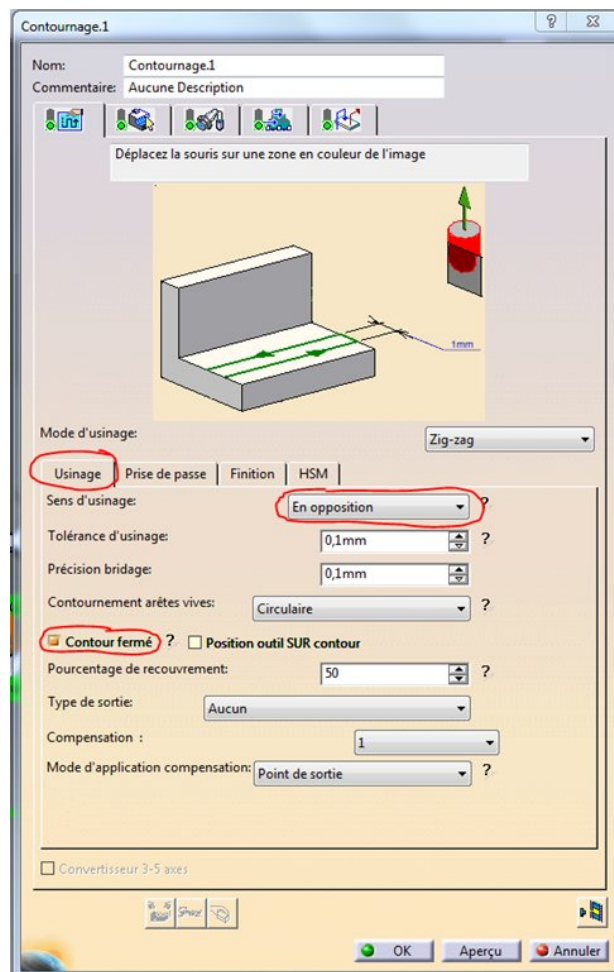 Contournage.1
Nom: Contournage.1
Commentaire: Aucune Description
Déplacez la souris sur une zone en couleur de l'image
1mm
Mode d'usinage: Zig-zag
Usinage Prise de passe Finition HSM
Sens d'usinage: En opposition ?
Tolérance d'usinage: 0,1mm ?
Précision bridage: 0,1mm
Contournement arêtes vives: Circulaire ?
Contour fermé ? Position outil SUR contour
Pourcentage de recouvrement: 50 ?
Type de sortie: Aucun
Compensation : 1
Mode d'application compensation: Point de sortie ?
Convertisseur 3-5 axes
OK Aperçu Annuler